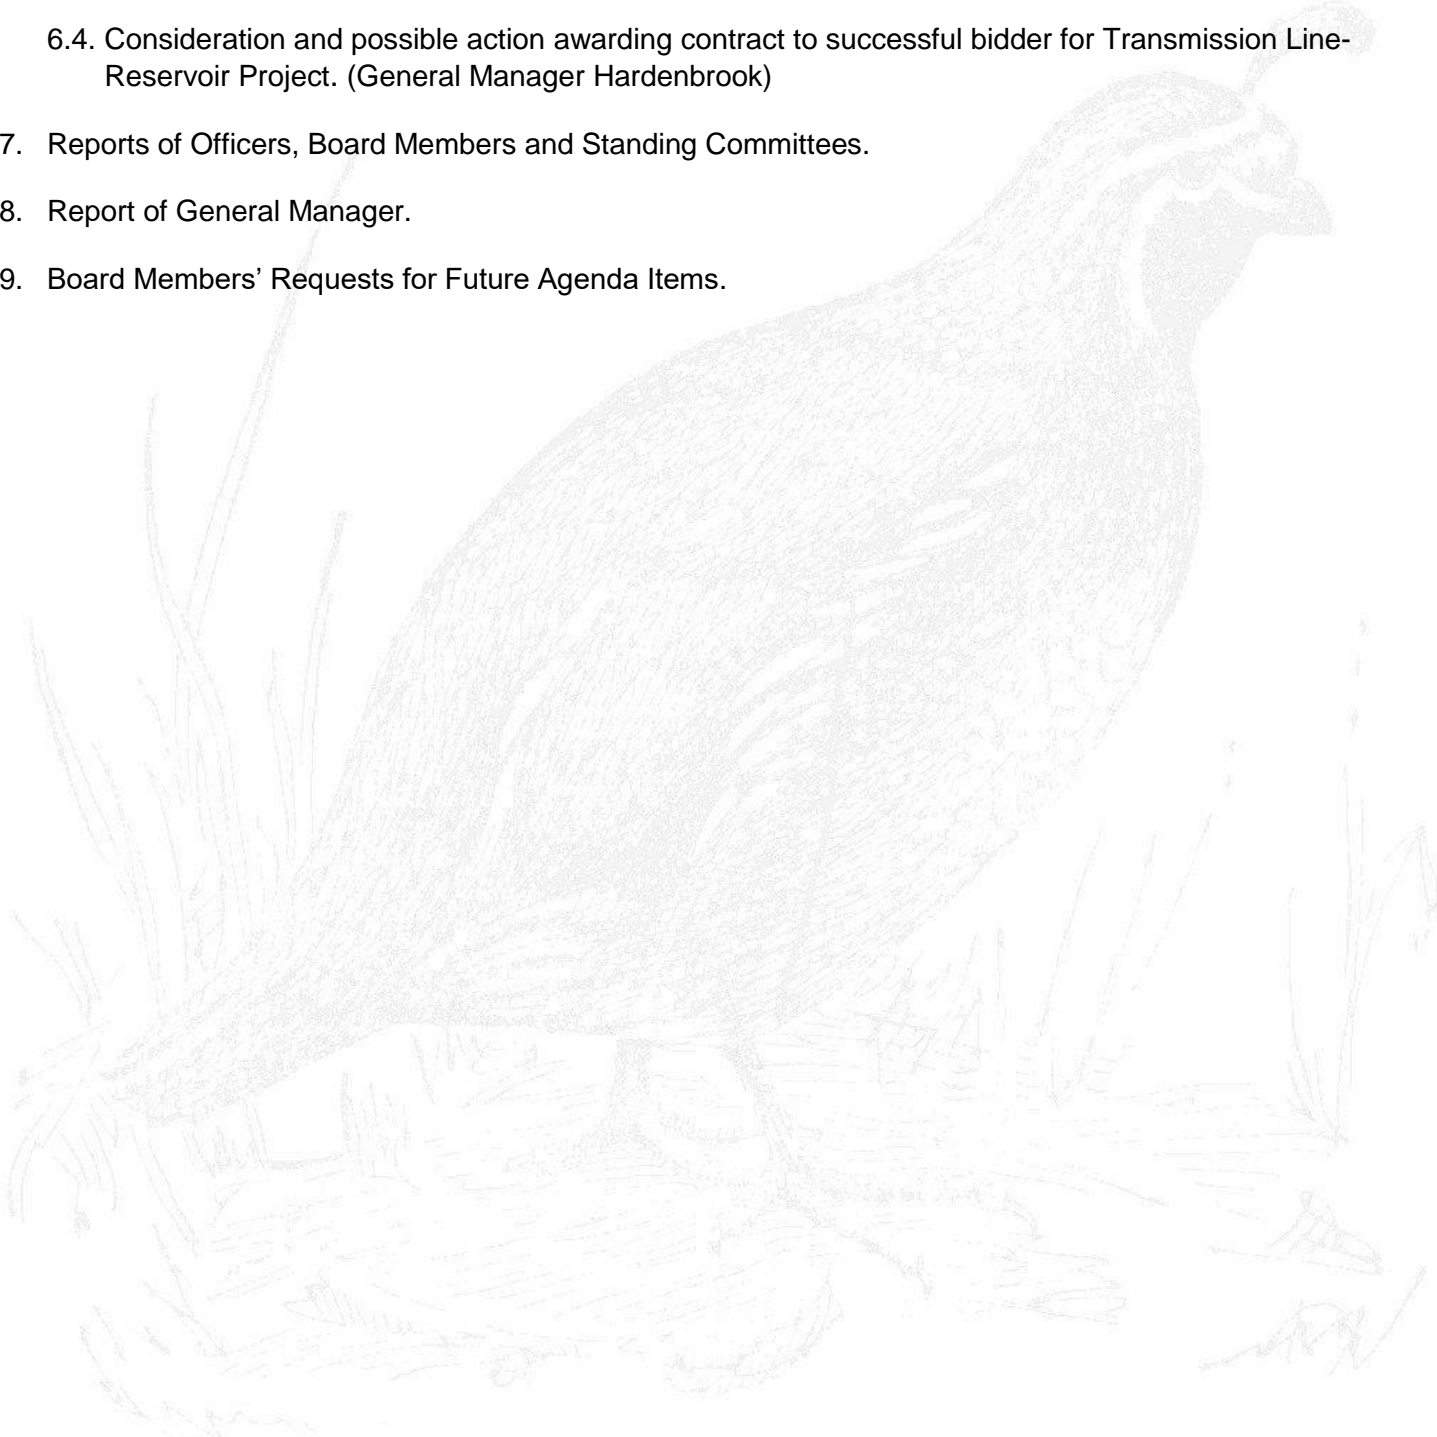 6.4. Consideration and possible action awarding contract to successful bidder for Transmission Line-
Reservoir Project. (General Manager Hardenbrook)
7. Reports of Officers, Board Members and Standing Committees.
8. Report of General Manager.
9. Board Members’ Requests for Future Agenda Items.